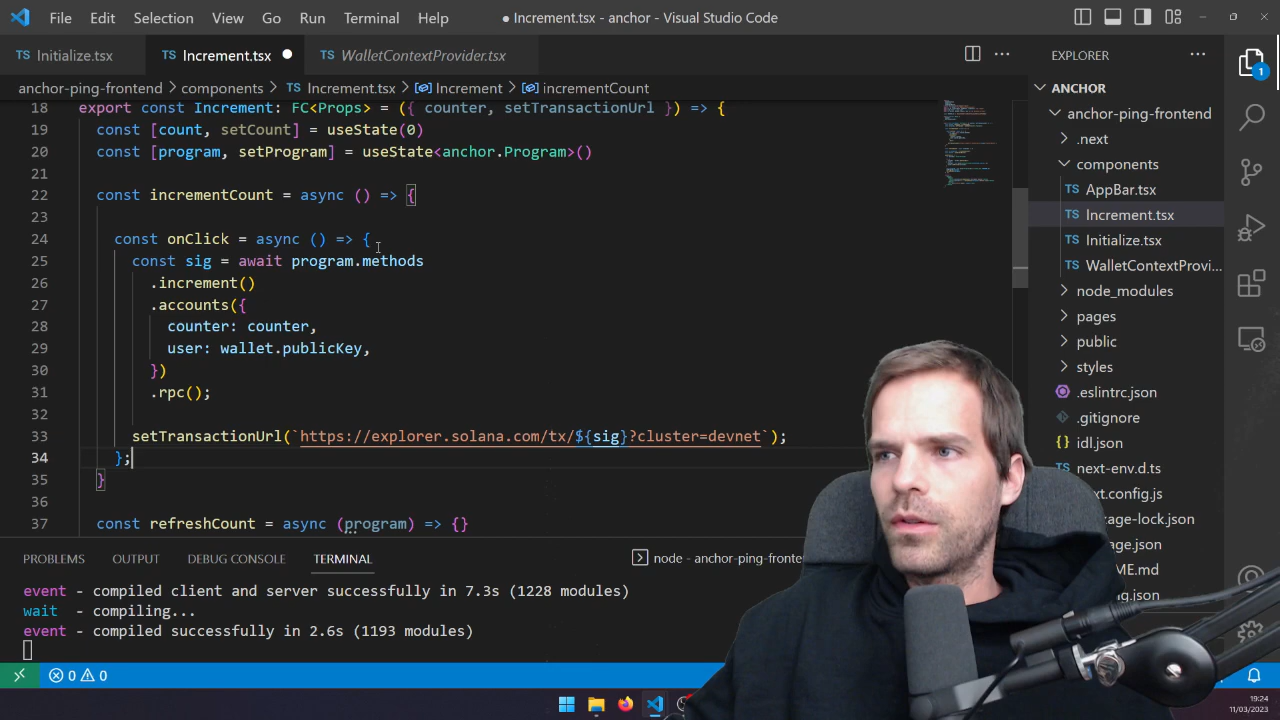 File Edit Selection View Go Run Terminal Help
● Increment.tsx - anchor - Visual Studio Code
TS Initialize.tsx
TS Increment.tsx ●
TS WalletContextProvider.tsx
EXPLORER
anchor-ping-frontend > components > TS Increment.tsx > Increment > incrementCount
18 export const Increment: FC<Props> = ({ counter, setTransactionUrl }) => {
19 const [count, setCount] = useState(0)
20 const [program, setProgram] = useState<anchor.Program>()
21
22 const incrementCount = async () => {
23
24 const onClick = async () => {
25 const sig = await program.methods
26 .increment()
27 .accounts({
28 counter: counter,
29 user: wallet.publicKey,
30 })
31 .rpc();
32
33 setTransactionUrl(`https://explorer.solana.com/tx/${sig}?cluster=devnet`);
34 };
35 }
36
37 const refreshCount = async (program) => {}
ANCHOR
anchor-ping-frontend
.next
components
TS AppBar.tsx
TS Increment.tsx
TS Initialize.tsx
TS WalletContextProvi...
node_modules
pages
public
styles
.eslintrc.json
.gitignore
idl.json
next-env.d.ts
1
PROBLEMS OUTPUT DEBUG CONSOLE TERMINAL
node - anchor-ping-fronte
event - compiled client and server successfully in 7.3s (1228 modules)
wait - compiling...
event - compiled successfully in 2.6s (1193 modules)
0 0
19:24
11/03/2023